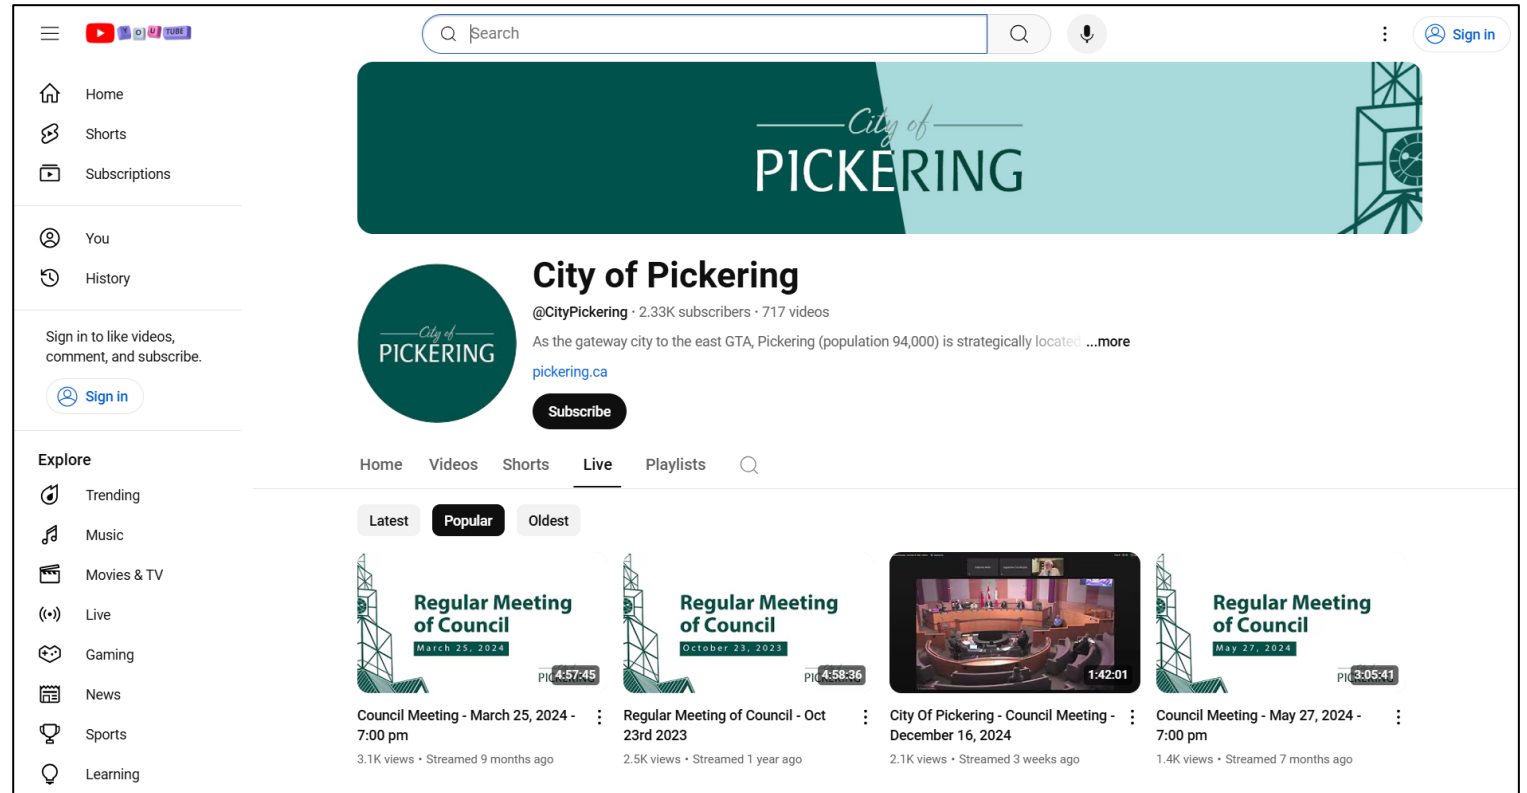 YOUTUBE
Search
Sign in
Home
Shorts
Subscriptions
You
History
Sign in to like videos,
comment, and subscribe.
Sign in
Explore
Trending
Music
Movies & TV
Live
Gaming
News
Sports
Learning
City of
PICKERING
City of
PICKERING
City of Pickering
@CityPickering · 2.33K subscribers · 717 videos
As the gateway city to the east GTA, Pickering (population 94,000) is strategically located ...more
pickering.ca
Subscribe
Home Videos Shorts Live Playlists
Latest Popular Oldest
Regular Meeting
of Council
March 25, 2024
4:57:45
Council Meeting - March 25, 2024 -
7:00 pm
3.1K views • Streamed 9 months ago
Regular Meeting
of Council
October 23, 2023
4:58:36
Regular Meeting of Council - Oct
23rd 2023
2.5K views • Streamed 1 year ago
1:42:01
City Of Pickering - Council Meeting -
December 16, 2024
2.1K views • Streamed 3 weeks ago
Regular Meeting
of Council
May 27, 2024
3:05:41
Council Meeting - May 27, 2024 -
7:00 pm
1.4K views • Streamed 7 months ago